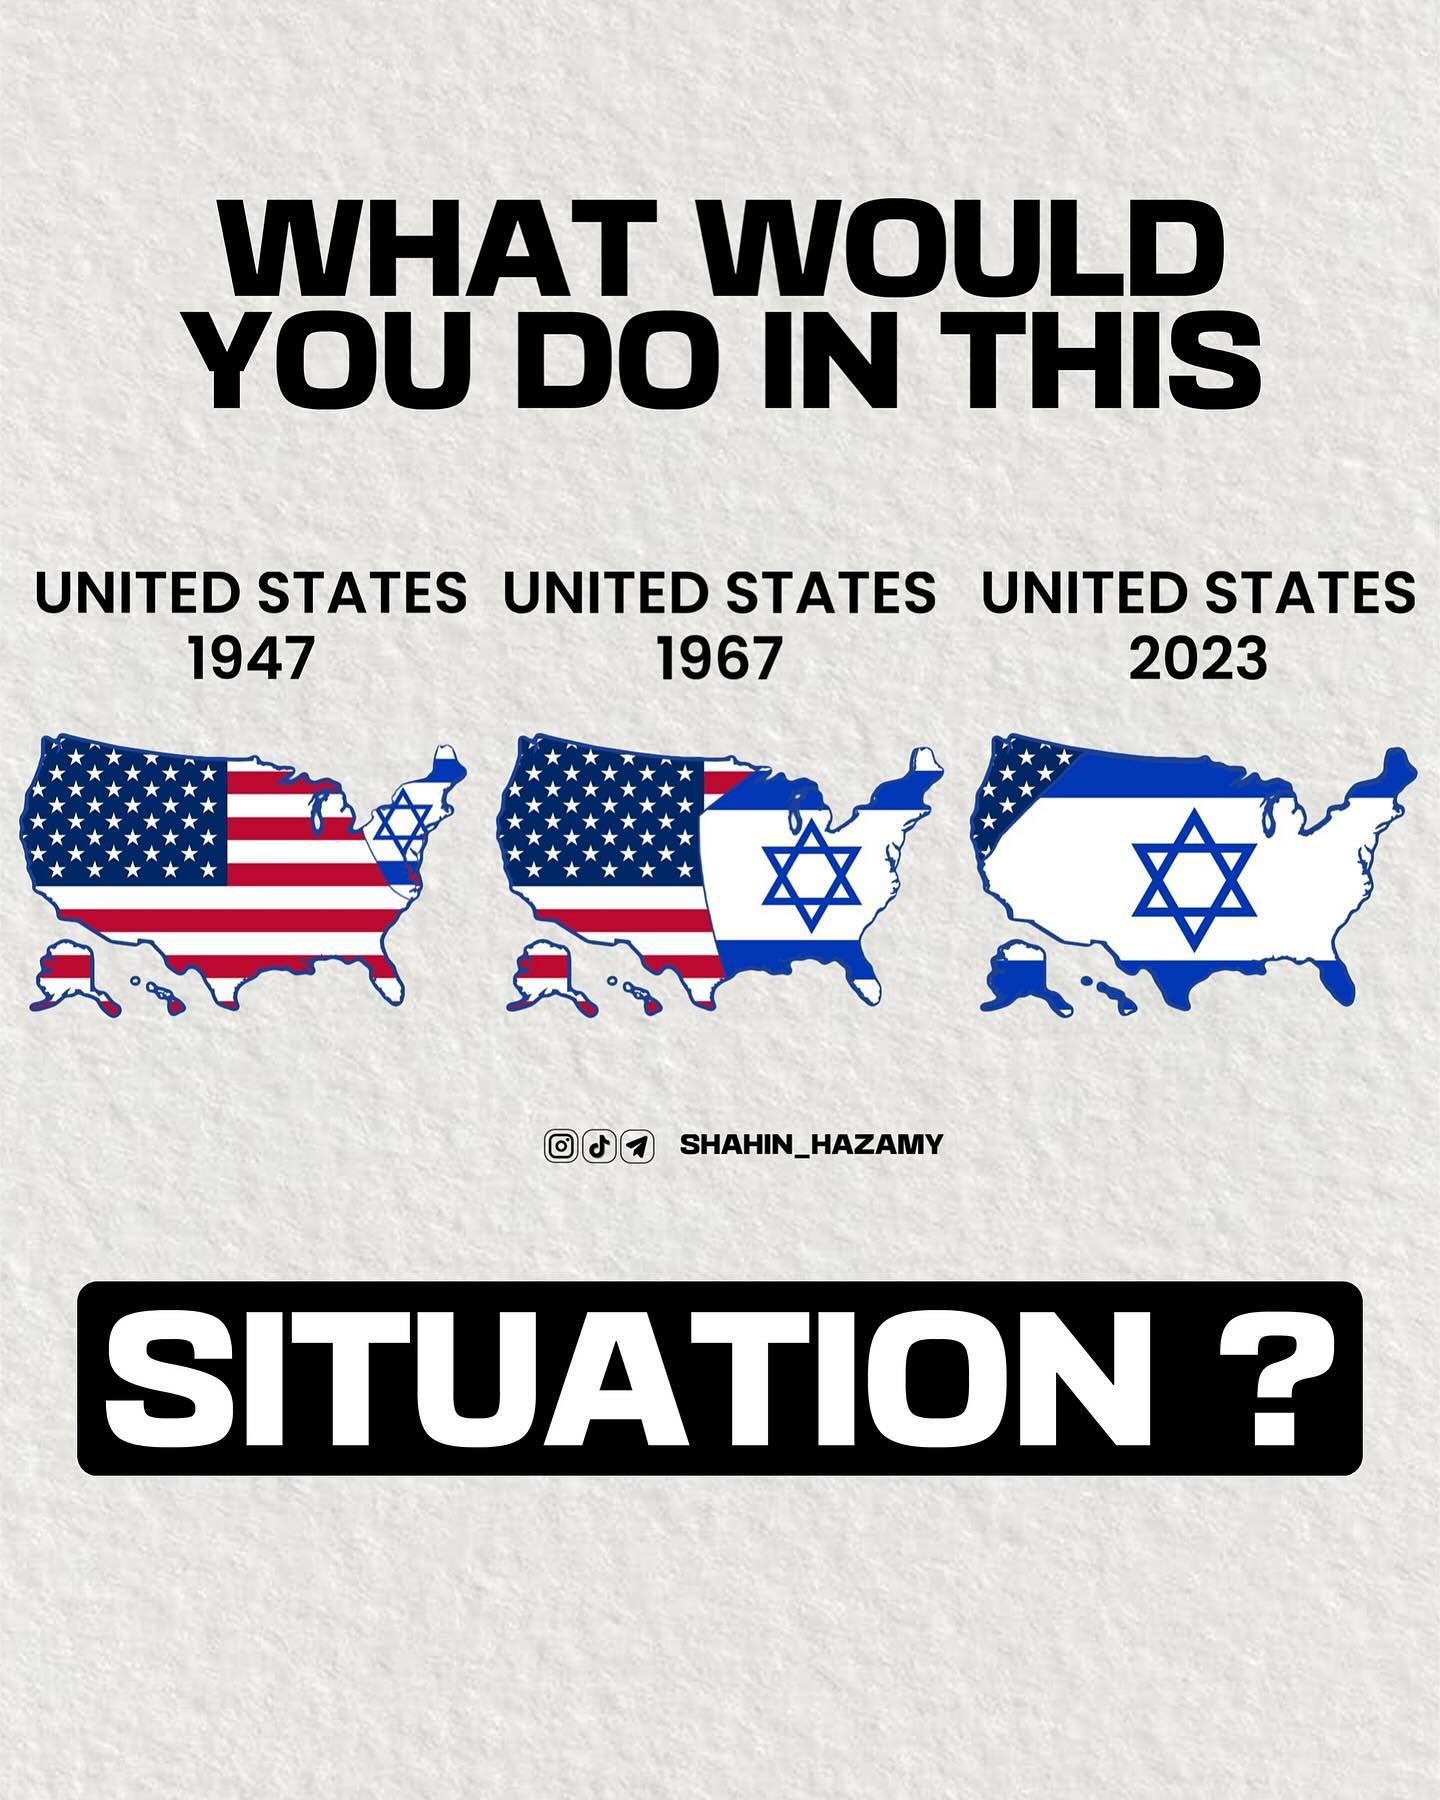 WHAT WOULD
YOU DO IN THIS
UNITED STATES
1947
UNITED STATES
1967
UNITED STATES
2023
SHAHIN_HAZAMY
SITUATION ?